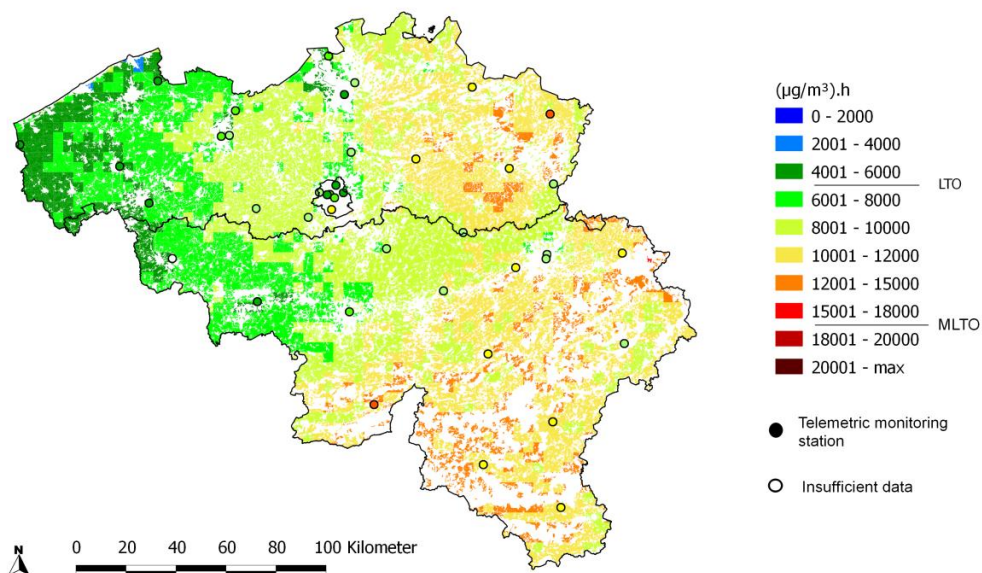 (µg/m³).h
0 - 2000
2001 - 4000
4001 - 6000
LTO
6001 - 8000
8001 - 10000
10001 - 12000
12001 - 15000
15001 - 18000
MLTO
18001 - 20000
20001 - max
Telemetric monitoring
station
Insufficient data
N
0 20 40 60 80 100 Kilometer